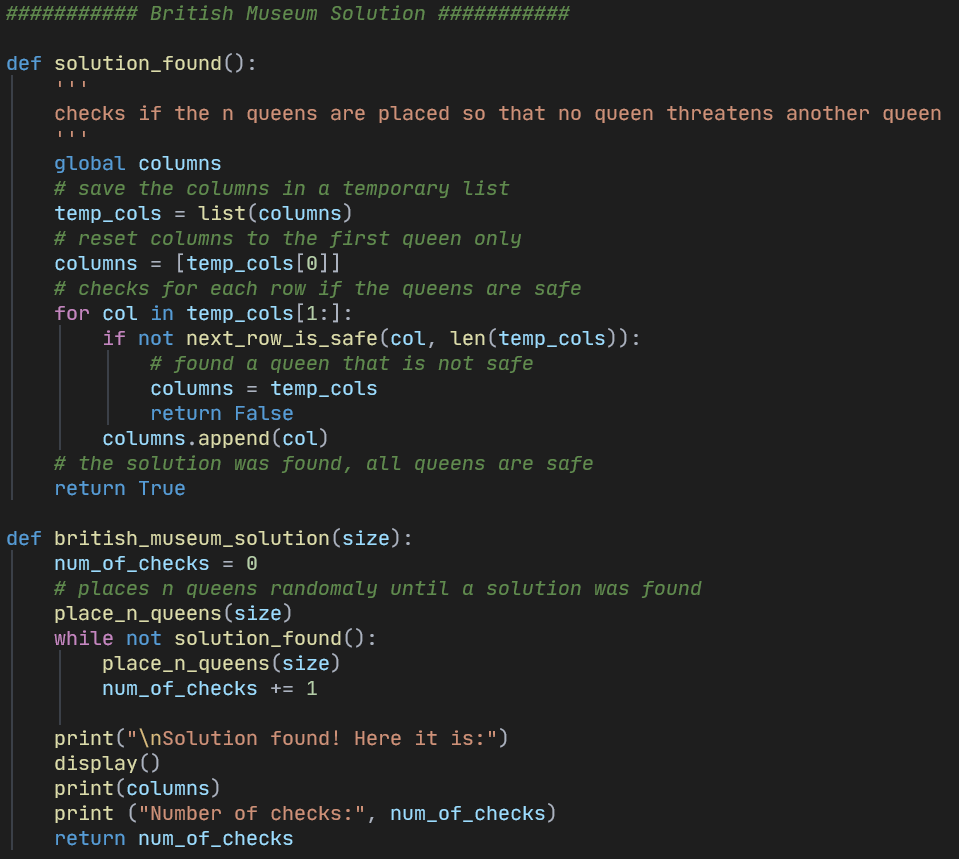 ########### British Museum Solution ###########
def solution_found():
'''
checks if the n queens are placed so that no queen threatens another queen
'''
global columns
# save the columns in a temporary list
temp_cols = list(columns)
# reset columns to the first queen only
columns = [temp_cols[0]]
# checks for each row if the queens are safe
for col in temp_cols[1:]:
if not next_row_is_safe(col, len(temp_cols)):
# found a queen that is not safe
columns = temp_cols
return False
columns.append(col)
# the solution was found, all queens are safe
return True
def british_museum_solution(size):
num_of_checks = 0
# places n queens randomaly until a solution was found
place_n_queens(size)
while not solution_found():
place_n_queens(size)
num_of_checks += 1
print("\nSolution found! Here it is:")
display()
print(columns)
print ("Number of checks:", num_of_checks)
return num_of_checks